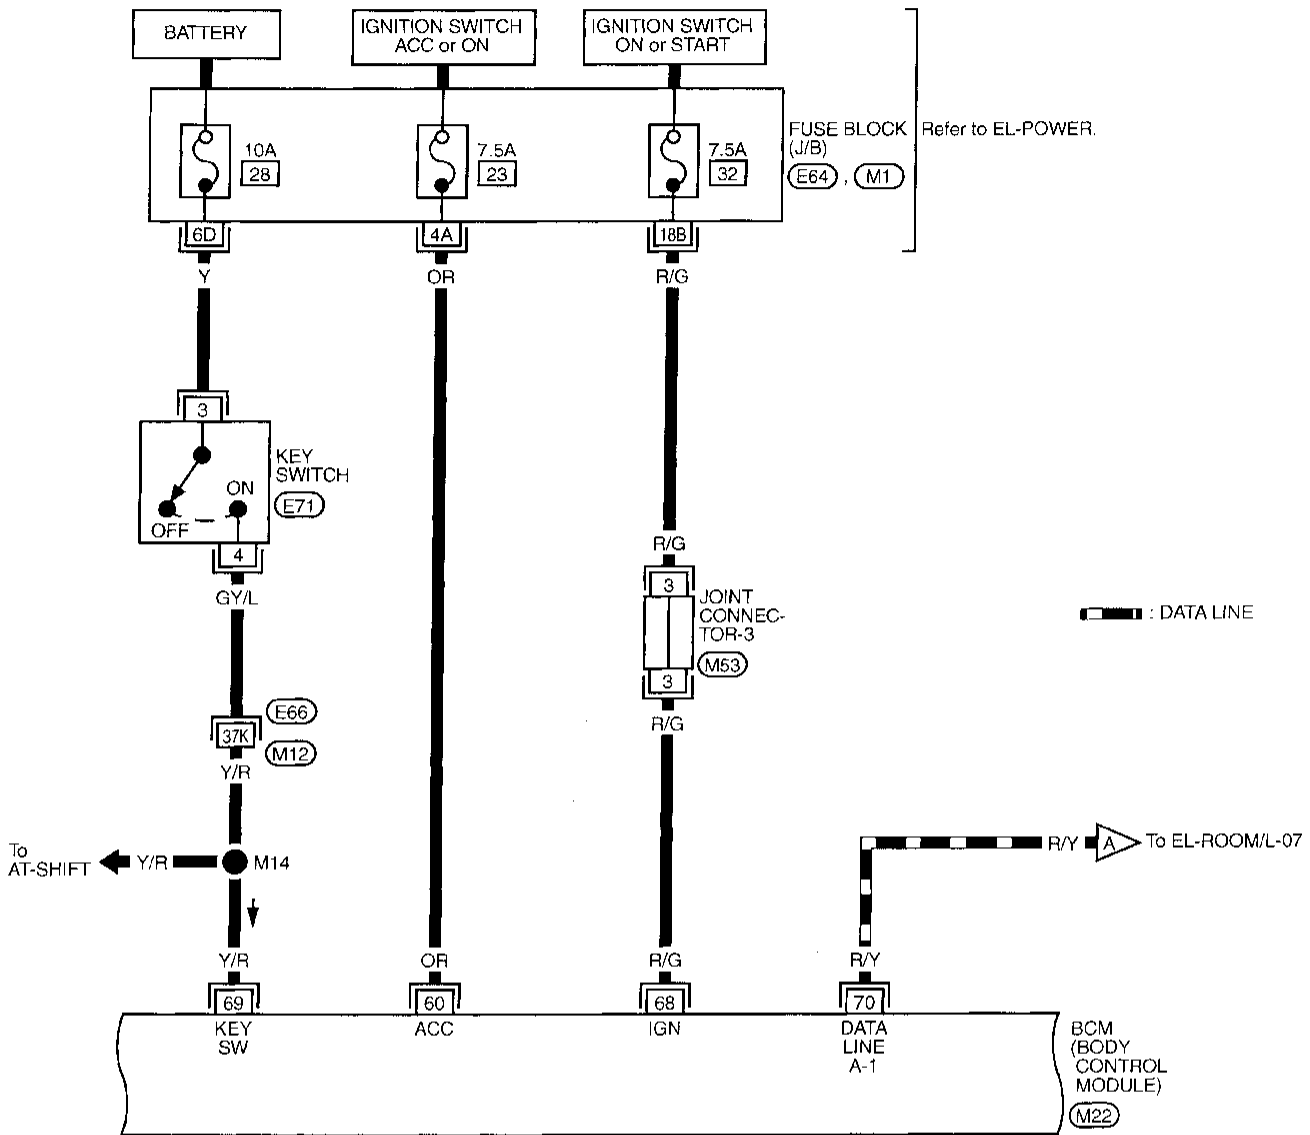 BATTERY
IGNITION SWITCH
ACC or ON
IGNITION SWITCH
ON or START
10A
28
7.5A
23
7.5A
32
FUSE BLOCK
(J/B)
E64 , M1
Refer to EL-POWER.
6D
4A
18B
Y
OR
R/G
3
KEY
SWITCH
E71
ON
OFF
4
GY/L
R/G
3
JOINT
CONNEC-
TOR-3
M53
3
R/G
: DATA LINE
E66
37K
M12
Y/R
To
AT-SHIFT
Y/R
M14
R/Y
A
To EL-ROOM/L-07
Y/R
OR
R/G
R/Y
69
60
68
70
KEY
SW
ACC
IGN
DATA
LINE
A-1
BCM
(BODY
CONTROL
MODULE)
M22